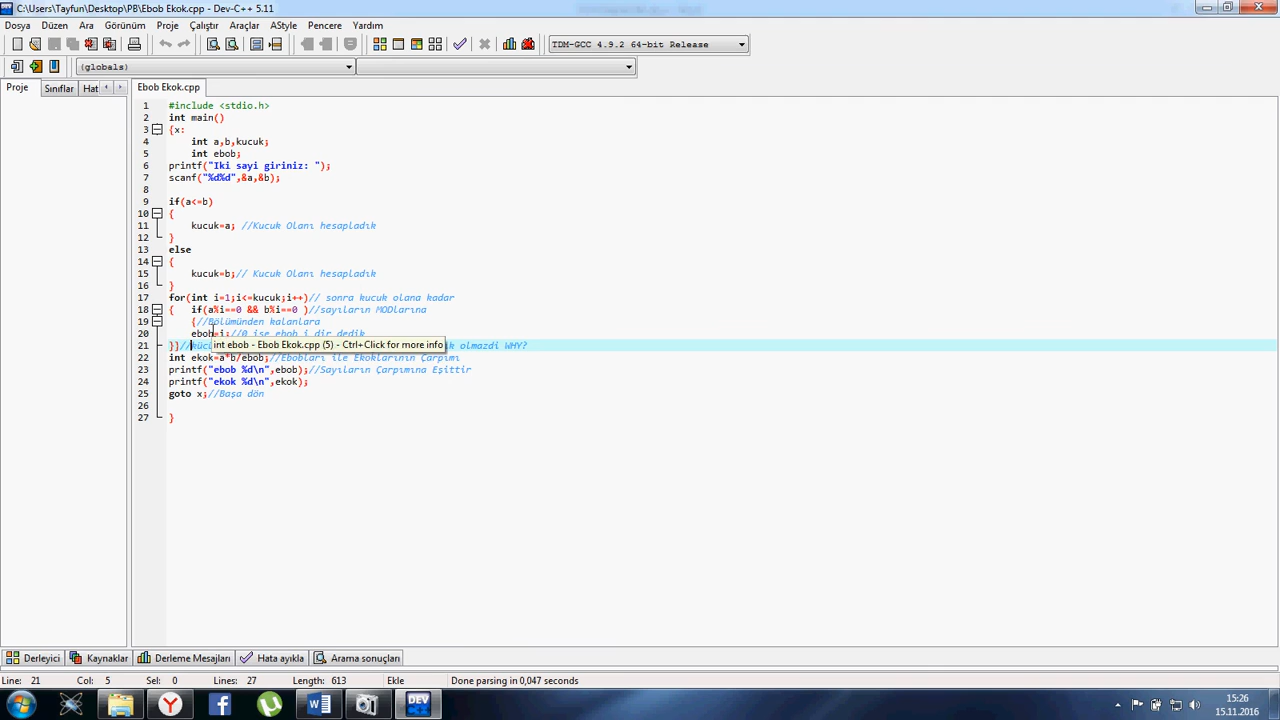 C:\Users\Tayfun\Desktop\PB\Ebob Ekok.cpp - Dev-C++ 5.11
Dosya Düzen Ara Görünüm Proje Çalıştır Araçlar AStyle Pencere Yardım
TDM-GCC 4.9.2 64-bit Release
(globals)
Proje Sınıflar Hat
Ebob Ekok.cpp
1 #include <stdio.h>
2 int main()
3 {x:
4 int a,b,kucuk;
5 int ebob;
6 printf("Iki sayi giriniz: ");
7 scanf("%d%d",&a,&b);
8
9 if(a<=b)
10 {
11 kucuk=a; //Kucuk Olanı hesapladık
12 }
13 else
14 {
15 kucuk=b;// Kucuk Olanı hesapladık
16 }
17 for(int i=1;i<=kucuk;i++)// sonra kucuk olana kadar
18 { if(a%i==0 && b%i==0 )//sayıların MODlarına
19 {//Bölümünden kalanlara
20 ebob=i;//0 ise ebob i dir dedik
21 }}// olmazdi WHY?
int ebob - Ebob Ekok.cpp (5) - Ctrl+Click for more info
22 int ekok=a*b/ebob;//Ebobları ile Ekoklarının Çarpımı
23 printf("ebob %d\n",ebob);//Sayıların Çarpımına Eşittir
24 printf("ekok %d\n",ekok);
25 goto x;//Başa dön
26
27 }
Derleyici Kaynaklar Derleme Mesajları Hata ayıkla Arama sonuçları
Line: 21 Col: 5 Sel: 0 Lines: 27 Length: 613 Ekle Done parsing in 0,047 seconds
15:26
15.11.2016